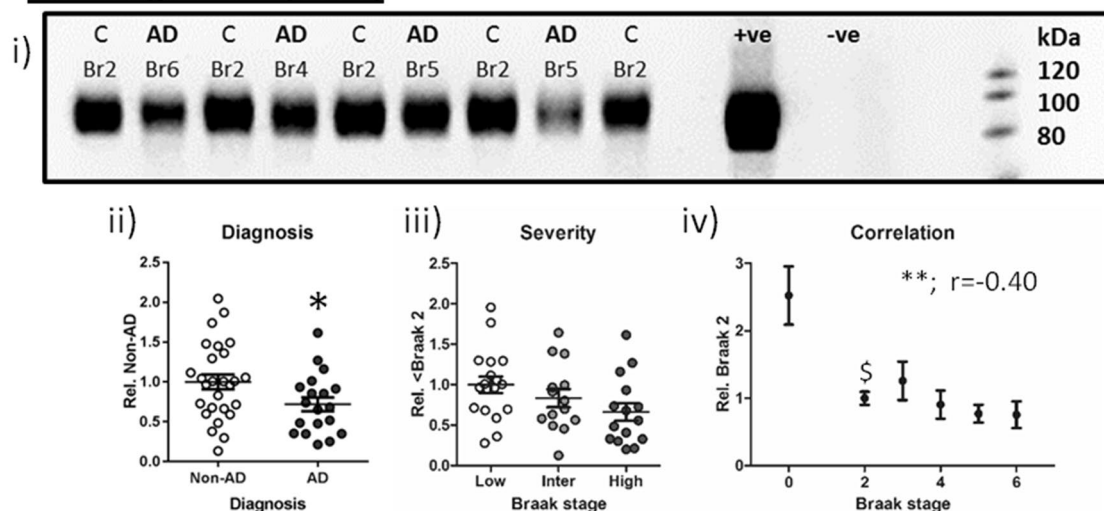 i)
C AD C AD C AD C AD C +ve -ve kDa
Br2 Br6 Br2 Br4 Br2 Br5 Br2 Br5 Br2 120
100
80
ii)
Diagnosis
Rel. Non-AD
2.5
2.0
1.5
1.0
0.5
0.0
*
Non-AD AD
Diagnosis
iii)
Severity
Rel. <Braak 2
2.5
2.0
1.5
1.0
0.5
0.0
Low Inter High
Braak stage
iv)
Correlation
**; r=-0.40
Rel. Braak 2
3
2
1
0
$
0 2 4 6
Braak stage